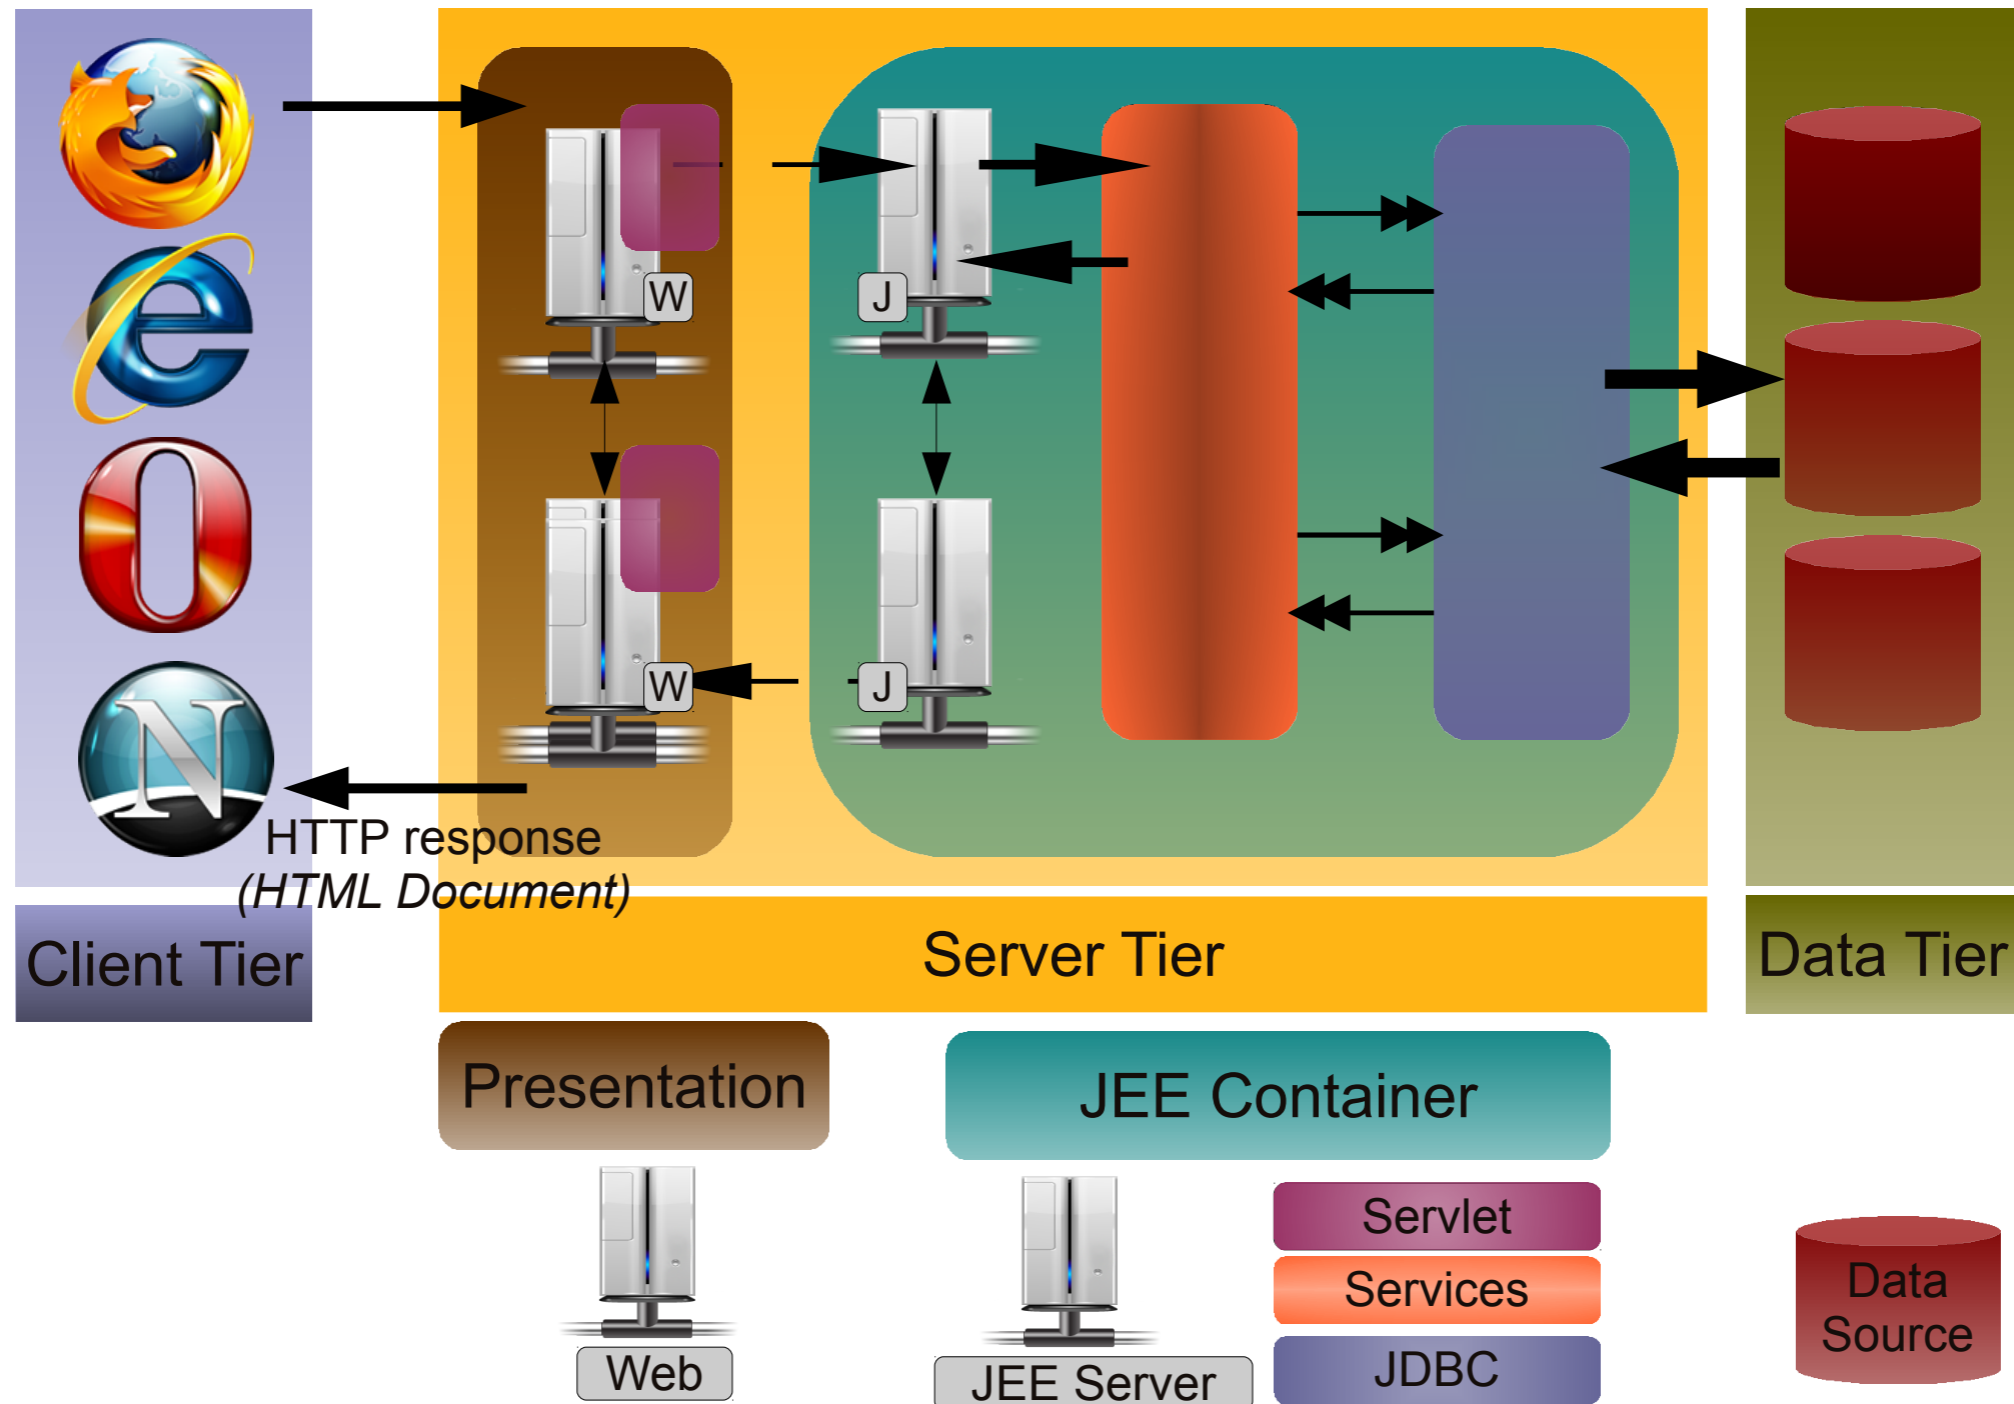 W
J
W
J
HTTP response
(HTML Document)
Client Tier
Server Tier
Data Tier
Presentation
JEE Container
Servlet
Services
JDBC
Web
JEE Server
Data
Source